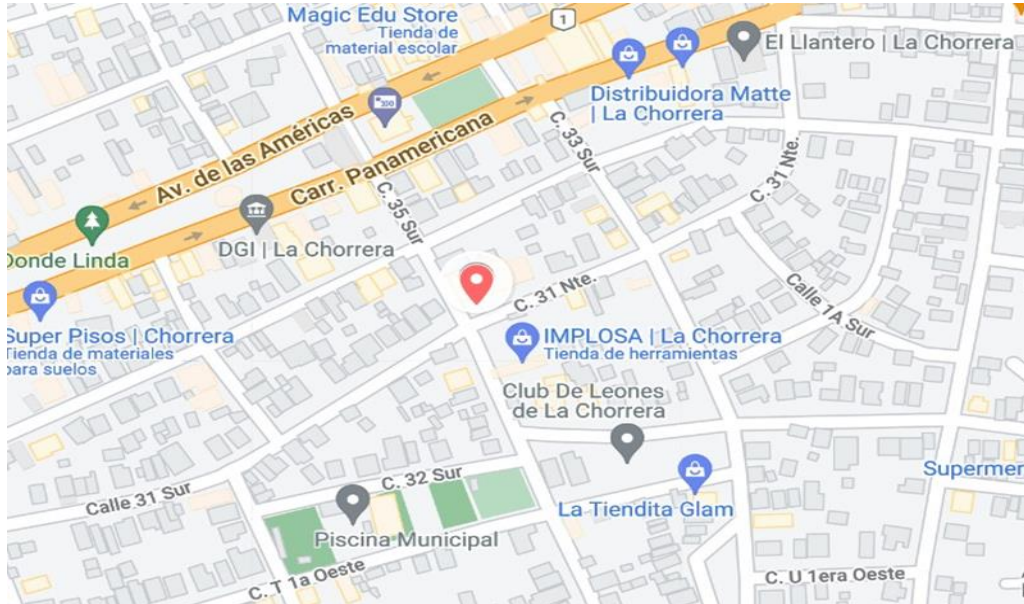 Magic Edu Store
Tienda de
material escolar
1
El Llantero | La Chorrera
Distribuidora Matte
| La Chorrera
Av. de las Américas
Carr. Panamericana
C. 33 Sur
C. 31 Nte.
C. 35 Sur
DGI | La Chorrera
Donde Linda
C. 31 Nte.
Calle 1A Sur
Super Pisos | Chorrera
Tienda de materiales
para suelos
IMPLOSA | La Chorrera
Tienda de herramientas
Club De Leones
de La Chorrera
C. 32 Sur
Calle 31 Sur
Supermer
La Tiendita Glam
Piscina Municipal
C. T 1a Oeste
C. U 1era Oeste